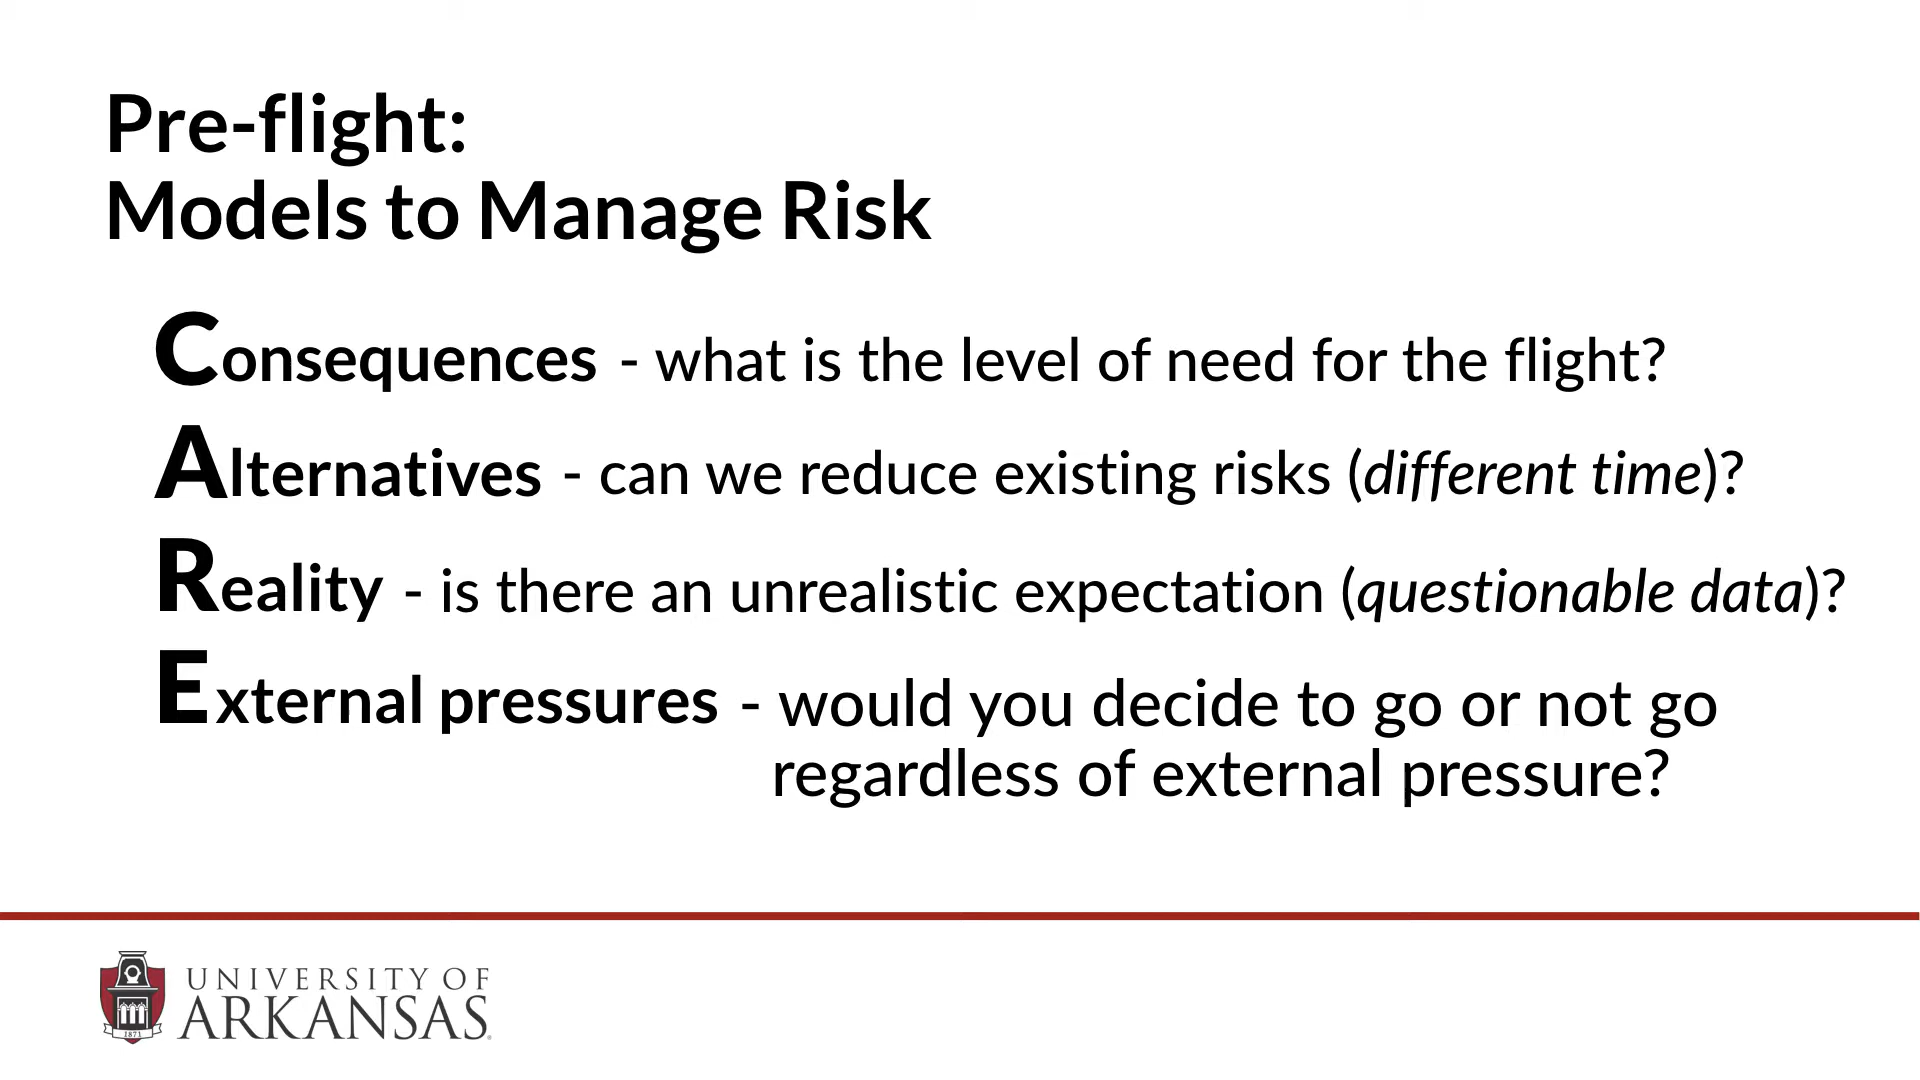 Pre-flight:
Models to Manage Risk
Consequences - what is the level of need for the flight?
Alternatives - can we reduce existing risks (different time)?
Reality - is there an unrealistic expectation (questionable data)?
External pressures - would you decide to go or not go
regardless of external pressure?
1871
UNIVERSITY OF
ARKANSAS